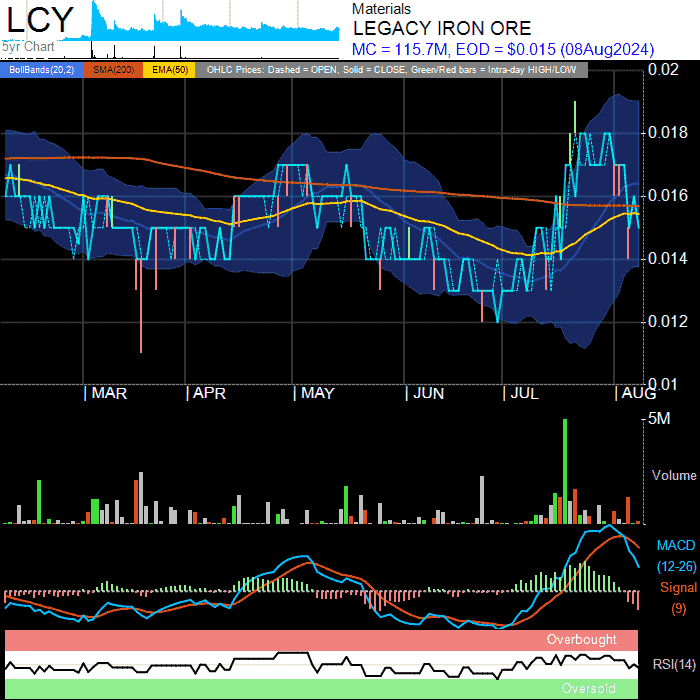 LCY
5yr Chart
Materials
LEGACY IRON ORE
MC = 115.7M, EOD = $0.015 (08Aug2024)
BollBands(20,2) SMA(200) EMA(50) OHLC Prices: Dashed = OPEN, Solid = CLOSE, Green/Red bars = Intra-day HIGH/LOW
0.02
0.018
0.016
0.014
0.012
0.01
| MAR | APR | MAY | JUN | JUL | AUG
5M
Volume
MACD
(12-26)
Signal
(9)
Overbought
RSI(14)
Oversold